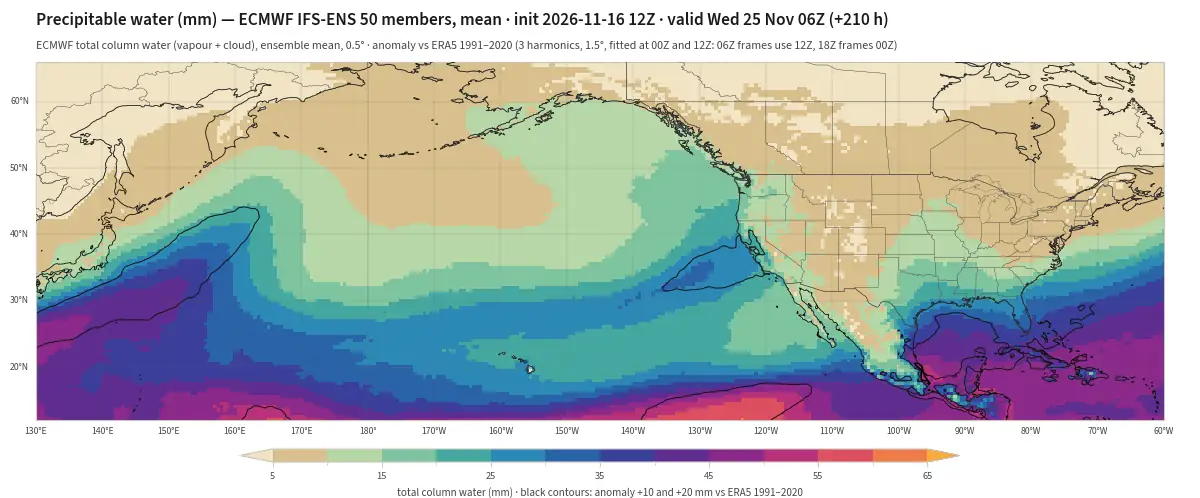 Precipitable water (mm) — ECMWF IFS-ENS 50 members, mean · init 2026-11-16 12Z · valid Wed 25 Nov 06Z (+210 h)
ECMWF total column water (vapour + cloud), ensemble mean, 0.5° · anomaly vs ERA5 1991–2020 (3 harmonics, 1.5°, fitted at 00Z and 12Z: 06Z frames use 12Z, 18Z frames 00Z)
60°N
50°N
40°N
30°N
20°N
130°E 140°E 150°E 160°E 170°E 180° 170°W 160°W 150°W 140°W 130°W 120°W 110°W 100°W 90°W 80°W 70°W 60°W
5 15 25 35 45 55 65
total column water (mm) · black contours: anomaly +10 and +20 mm vs ERA5 1991–2020